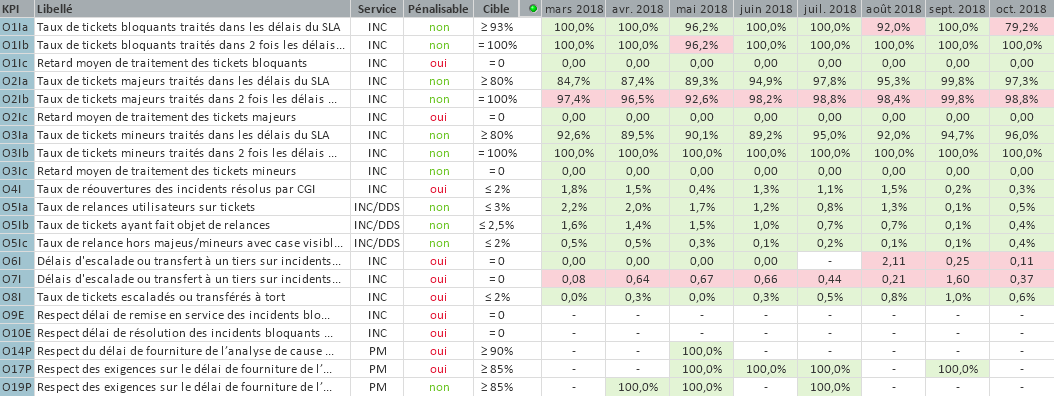 KPI Libellé Service Pénalisable Cible mars 2018 avr. 2018 mai 2018 juin 2018 juil. 2018 août 2018 sept. 2018 oct. 2018
O1Ia Taux de tickets bloquants traités dans les délais du SLA INC non ≥ 93% 100,0% 100,0% 96,2% 100,0% 100,0% 92,0% 100,0% 79,2%
O1Ib Taux de tickets bloquants traités dans 2 fois les délais... INC non = 100% 100,0% 100,0% 96,2% 100,0% 100,0% 100,0% 100,0% 100,0%
O1Ic Retard moyen de traitement des tickets bloquants INC oui = 0 0,00 0,00 0,00 0,00 0,00 0,00 0,00 0,00
O2Ia Taux de tickets majeurs traités dans les délais du SLA INC non ≥ 80% 84,7% 87,4% 89,3% 94,9% 97,8% 95,3% 99,8% 97,3%
O2Ib Taux de tickets majeurs traités dans 2 fois les délais ... INC non = 100% 97,4% 96,5% 92,6% 98,2% 98,8% 98,4% 99,8% 98,8%
O2Ic Retard moyen de traitement des tickets majeurs INC oui = 0 0,00 0,00 0,00 0,00 0,00 0,00 0,00 0,00
O3Ia Taux de tickets mineurs traités dans les délais du SLA INC non ≥ 80% 92,6% 89,5% 90,1% 89,2% 95,0% 92,0% 94,7% 96,0%
O3Ib Taux de tickets mineurs traités dans 2 fois les délais ... INC non = 100% 100,0% 100,0% 100,0% 100,0% 100,0% 100,0% 100,0% 100,0%
O3Ic Retard moyen de traitement des tickets mineurs INC non = 0 0,00 0,00 0,00 0,00 0,00 0,00 0,00 0,00
O4I Taux de réouvertures des incidents résolus par CGI INC oui ≤ 2% 1,8% 1,5% 0,4% 1,3% 1,1% 1,5% 0,2% 0,3%
O5Ia Taux de relances utilisateurs sur tickets INC/DDS non ≤ 3% 2,2% 2,0% 1,7% 1,2% 0,8% 1,3% 0,1% 0,5%
O5Ib Taux de tickets ayant fait objet de relances INC/DDS non ≤ 2,5% 1,6% 1,4% 1,5% 1,0% 0,7% 0,7% 0,1% 0,4%
O5Ic Taux de relance hors majeus/mineurs avec case visibl... INC/DDS non ≤ 2% 0,5% 0,5% 0,3% 0,1% 0,2% 0,1% 0,1% 0,4%
O6I Délais d'escalade ou transfert à un tiers sur incidents... INC oui = 0 0,00 0,00 0,00 0,00 - 2,11 0,25 0,11
O7I Délais d'escalade ou transfert à un tiers sur incidents... INC oui = 0 0,08 0,64 0,67 0,66 0,44 0,21 1,60 0,37
O8I Taux de tickets escaladés ou transférés à tort INC oui ≤ 2% 0,0% 0,3% 0,0% 0,3% 0,5% 0,8% 1,0% 0,6%
O9E Respect délai de remise en service des incidents blo... INC oui = 0 - - - - - - - -
O10E Respect délai de résolution des incidents bloquants ... INC oui = 0 - - - - - - - -
O14P Respect du délai de fourniture de l'analyse de cause ... PM oui ≥ 90% - - 100,0% - - - - -
O17P Respect des exigences sur le délai de fourniture de l'... PM oui ≥ 85% - - 100,0% 100,0% 100,0% - 100,0% -
O19P Respect des exigences sur le délai de fourniture de l'... PM non ≥ 85% - 100,0% 100,0% - 100,0% - - -